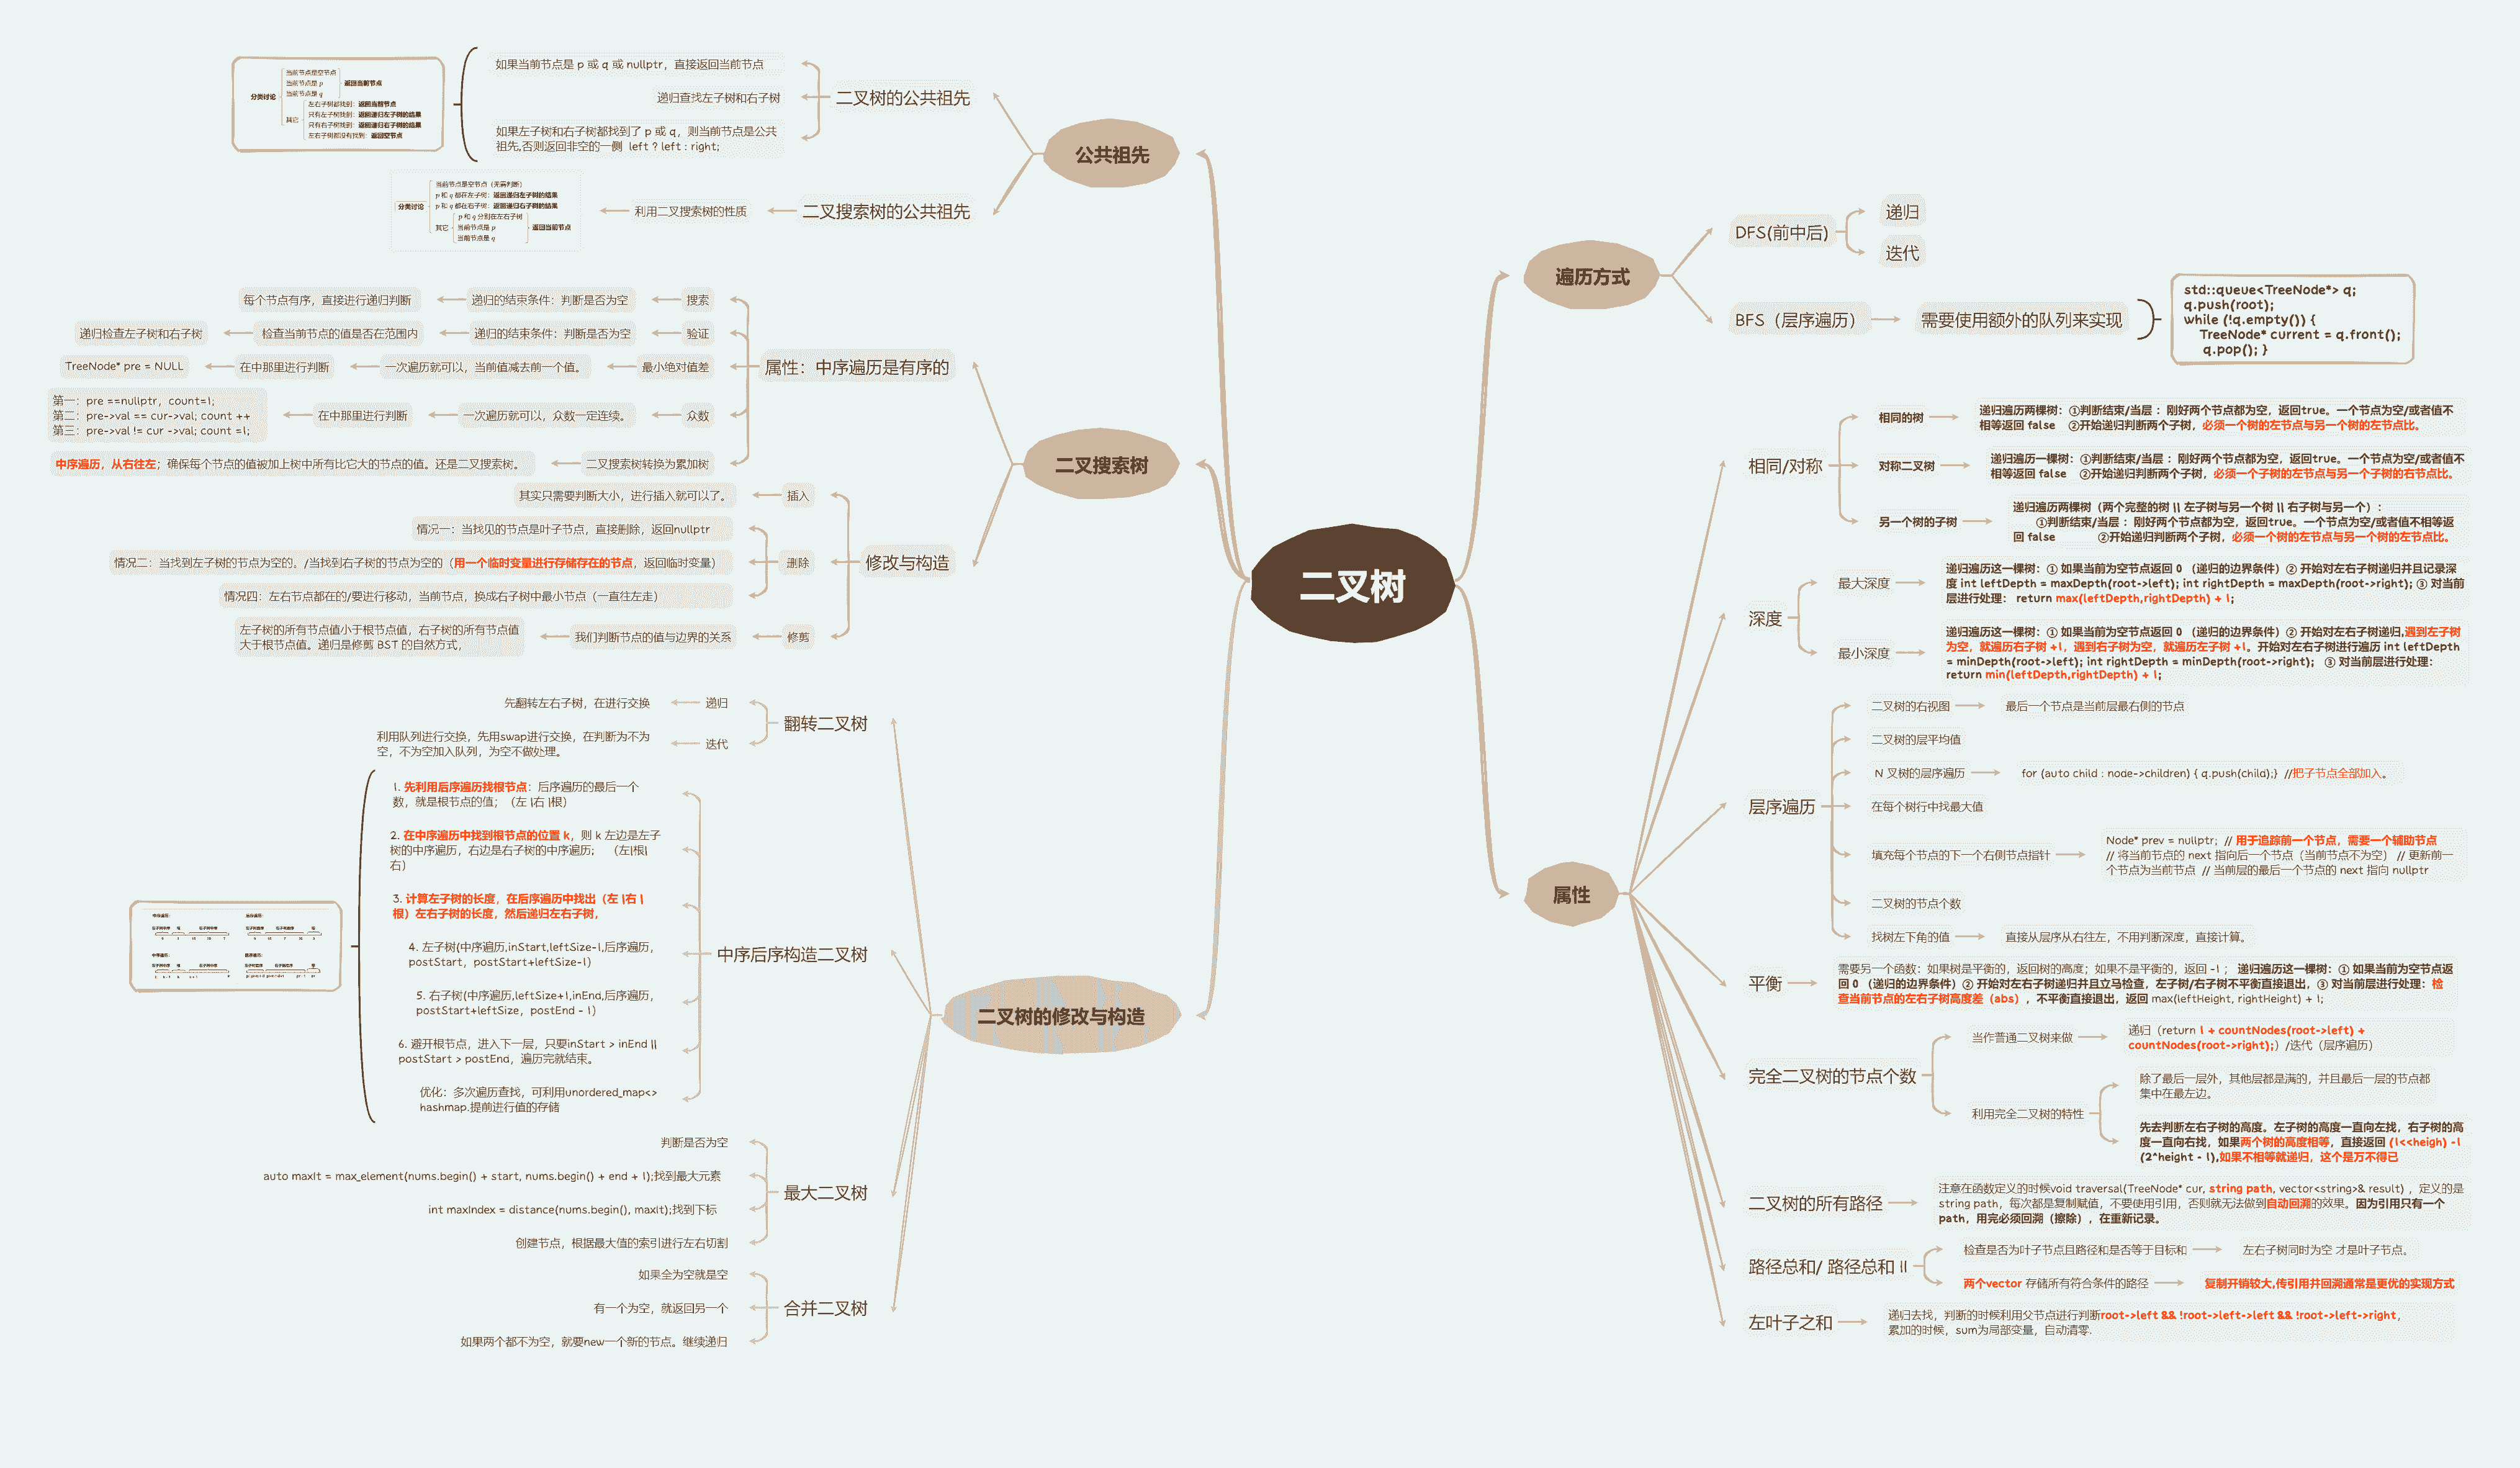 二叉树
公共祖先
二叉树的公共祖先
如果当前节点是 p 或 q 或 nullptr，直接返回当前节点
递归查找左子树和右子树
如果左子树和右子树都找到了 p 或 q，则当前节点是公共
祖先,否则返回非空的一侧 left ? left : right;
分类讨论
当前节点是空节点
当前节点是 p
当前节点是 q
返回当前节点
其它
左右子树都找到：返回当前节点
只有左子树找到：返回递归左子树的结果
只有右子树找到：返回递归右子树的结果
左右子树都没有找到：返回空节点
二叉搜索树的公共祖先
利用二叉搜索树的性质
分类讨论
当前节点是空节点（无需判断）
p 和 q 都在左子树：返回递归左子树的结果
p 和 q 都在右子树：返回递归右子树的结果
其它
p 和 q 分别在左右子树
当前节点是 p
当前节点是 q
返回当前节点
二叉搜索树
属性：中序遍历是有序的
搜索
递归的结束条件：判断是否为空
每个节点有序，直接进行递归判断
验证
递归的结束条件：判断是否为空
检查当前节点的值是否在范围内
递归检查左子树和右子树
最小绝对值差
一次遍历就可以，当前值减去前一个值。
在中那里进行判断
TreeNode* pre = NULL
众数
一次遍历就可以，众数一定连续。
在中那里进行判断
第一：pre ==nullptr，count=1;
第二：pre->val == cur->val; count ++
第三：pre->val != cur ->val; count =1;
二叉搜索树转换为累加树
中序遍历，从右往左；确保每个节点的值被加上树中所有比它大的节点的值。还是二叉搜索树。
修改与构造
插入
其实只需要判断大小，进行插入就可以了。
删除
情况一：当找见的节点是叶子节点，直接删除，返回nullptr
情况二：当找到左子树的节点为空的。/当找到右子树的节点为空的（用一个临时变量进行存储存在的节点，返回临时变量）
情况四：左右节点都在的/要进行移动，当前节点，换成右子树中最小节点（一直往左走）
修剪
我们判断节点的值与边界的关系
左子树的所有节点值小于根节点值，右子树的所有节点值
大于根节点值。递归是修剪 BST 的自然方式，
二叉树的修改与构造
翻转二叉树
递归
先翻转左右子树，在进行交换
迭代
利用队列进行交换，先用swap进行交换，在判断为不为
空，不为空加入队列，为空不做处理。
中序后序构造二叉树
1. 先利用后序遍历找根节点：后序遍历的最后一个
数，就是根节点的值；（左 |右 |根）
2. 在中序遍历中找到根节点的位置 k，则 k 左边是左子
树的中序遍历，右边是右子树的中序遍历；（左|根|
右）
3. 计算左子树的长度，在后序遍历中找出（左 |右 |
根）左右子树的长度，然后递归左右子树，
4. 左子树(中序遍历,inStart,leftSize-1,后序遍历，
postStart，postStart+leftSize-1)
5. 右子树(中序遍历,leftSize+1,inEnd,后序遍历，
postStart+leftSize，postEnd - 1)
6. 避开根节点，进入下一层，只要inStart > inEnd ||
postStart > postEnd，遍历完就结束。
优化：多次遍历查找，可利用unordered_map<>
hashmap.提前进行值的存储
最大二叉树
判断是否为空
auto maxIt = max_element(nums.begin() + start, nums.begin() + end + 1);找到最大元素
int maxIndex = distance(nums.begin(), maxIt);找到下标
创建节点，根据最大值的索引进行左右切割
合并二叉树
如果全为空就是空
有一个为空，就返回另一个
如果两个都不为空，就要new一个新的节点。继续递归
遍历方式
DFS(前中后)
递归
迭代
BFS（层序遍历）
需要使用额外的队列来实现
std::queue<TreeNode*> q;
q.push(root);
while (!q.empty()) {
TreeNode* current = q.front();
q.pop(); }
属性
相同/对称
相同的树
递归遍历两棵树：①判断结束/当层 ：刚好两个节点都为空，返回true。一个节点为空/或者值不
相等返回 false ②开始递归判断两个子树，必须一个树的左节点与另一个树的左节点比。
对称二叉树
递归遍历一棵树：①判断结束/当层 ：刚好两个节点都为空，返回true。一个节点为空/或者值不
相等返回 false ②开始递归判断两个子树，必须一个子树的左节点与另一个子树的右节点比。
另一个树的子树
递归遍历两棵树（两个完整的树 || 左子树与另一个树 || 右子树与另一个）:
①判断结束/当层 ：刚好两个节点都为空，返回true。一个节点为空/或者值不相等返
回 false ②开始递归判断两个子树，必须一个树的左节点与另一个树的左节点比。
深度
最大深度
递归遍历这一棵树：① 如果当前为空节点返回 0 （递归的边界条件）② 开始对左右子树递归并且记录深
度 int leftDepth = maxDepth(root->left); int rightDepth = maxDepth(root->right); ③ 对当前
层进行处理： return max(leftDepth,rightDepth) + 1;
最小深度
递归遍历这一棵树：① 如果当前为空节点返回 0 （递归的边界条件）② 开始对左右子树递归,遇到左子树
为空，就遍历右子树 +1，遇到右子树为空，就遍历左子树 +1。开始对左右子树进行遍历 int leftDepth
= minDepth(root->left); int rightDepth = minDepth(root->right); ③ 对当前层进行处理：
return min(leftDepth,rightDepth) + 1;
层序遍历
二叉树的右视图
最后一个节点是当前层最右侧的节点
二叉树的层平均值
N 叉树的层序遍历
for (auto child : node->children) { q.push(child);} //把子节点全部加入。
在每个树行中找最大值
填充每个节点的下一个右侧节点指针
Node* prev = nullptr; // 用于追踪前一个节点，需要一个辅助节点
// 将当前节点的 next 指向后一个节点（当前节点不为空） // 更新前一
个节点为当前节点 // 当前层的最后一个节点的 next 指向 nullptr
二叉树的节点个数
找树左下角的值
直接从层序从右往左，不用判断深度，直接计算。
平衡
需要另一个函数：如果树是平衡的，返回树的高度；如果不是平衡的，返回 -1 ； 递归遍历这一棵树：① 如果当前为空节点返
回 0 （递归的边界条件）② 开始对左右子树递归并且立马检查，左子树/右子树不平衡直接退出，③ 对当前层进行处理：检
查当前节点的左右子树高度差（abs），不平衡直接退出，返回 max(leftHeight, rightHeight) + 1;
完全二叉树的节点个数
当作普通二叉树来做
递归（return 1 + countNodes(root->left) +
countNodes(root->right);）/迭代（层序遍历）
利用完全二叉树的特性
除了最后一层外，其他层都是满的，并且最后一层的节点都
集中在最左边。
先去判断左右子树的高度。左子树的高度一直向左找，右子树的高
度一直向右找，如果两个树的高度相等，直接返回 (1<<heigh) -1
(2^height - 1),如果不相等就递归，这个是万不得已
二叉树的所有路径
注意在函数定义的时候void traversal(TreeNode* cur, string path, vector<string>& result) ，定义的是
string path，每次都是复制赋值，不要使用引用，否则就无法做到自动回溯的效果。因为引用只有一个
path，用完必须回溯（擦除），在重新记录。
路径总和/ 路径总和 II
检查是否为叶子节点且路径和是否等于目标和
左右子树同时为空 才是叶子节点。
两个vector 存储所有符合条件的路径
复制开销较大,传引用并回溯通常是更优的实现方式
左叶子之和
递归去找，判断的时候利用父节点进行判断root->left && !root->left->left && !root->left->right，
累加的时候，sum为局部变量，自动清零.